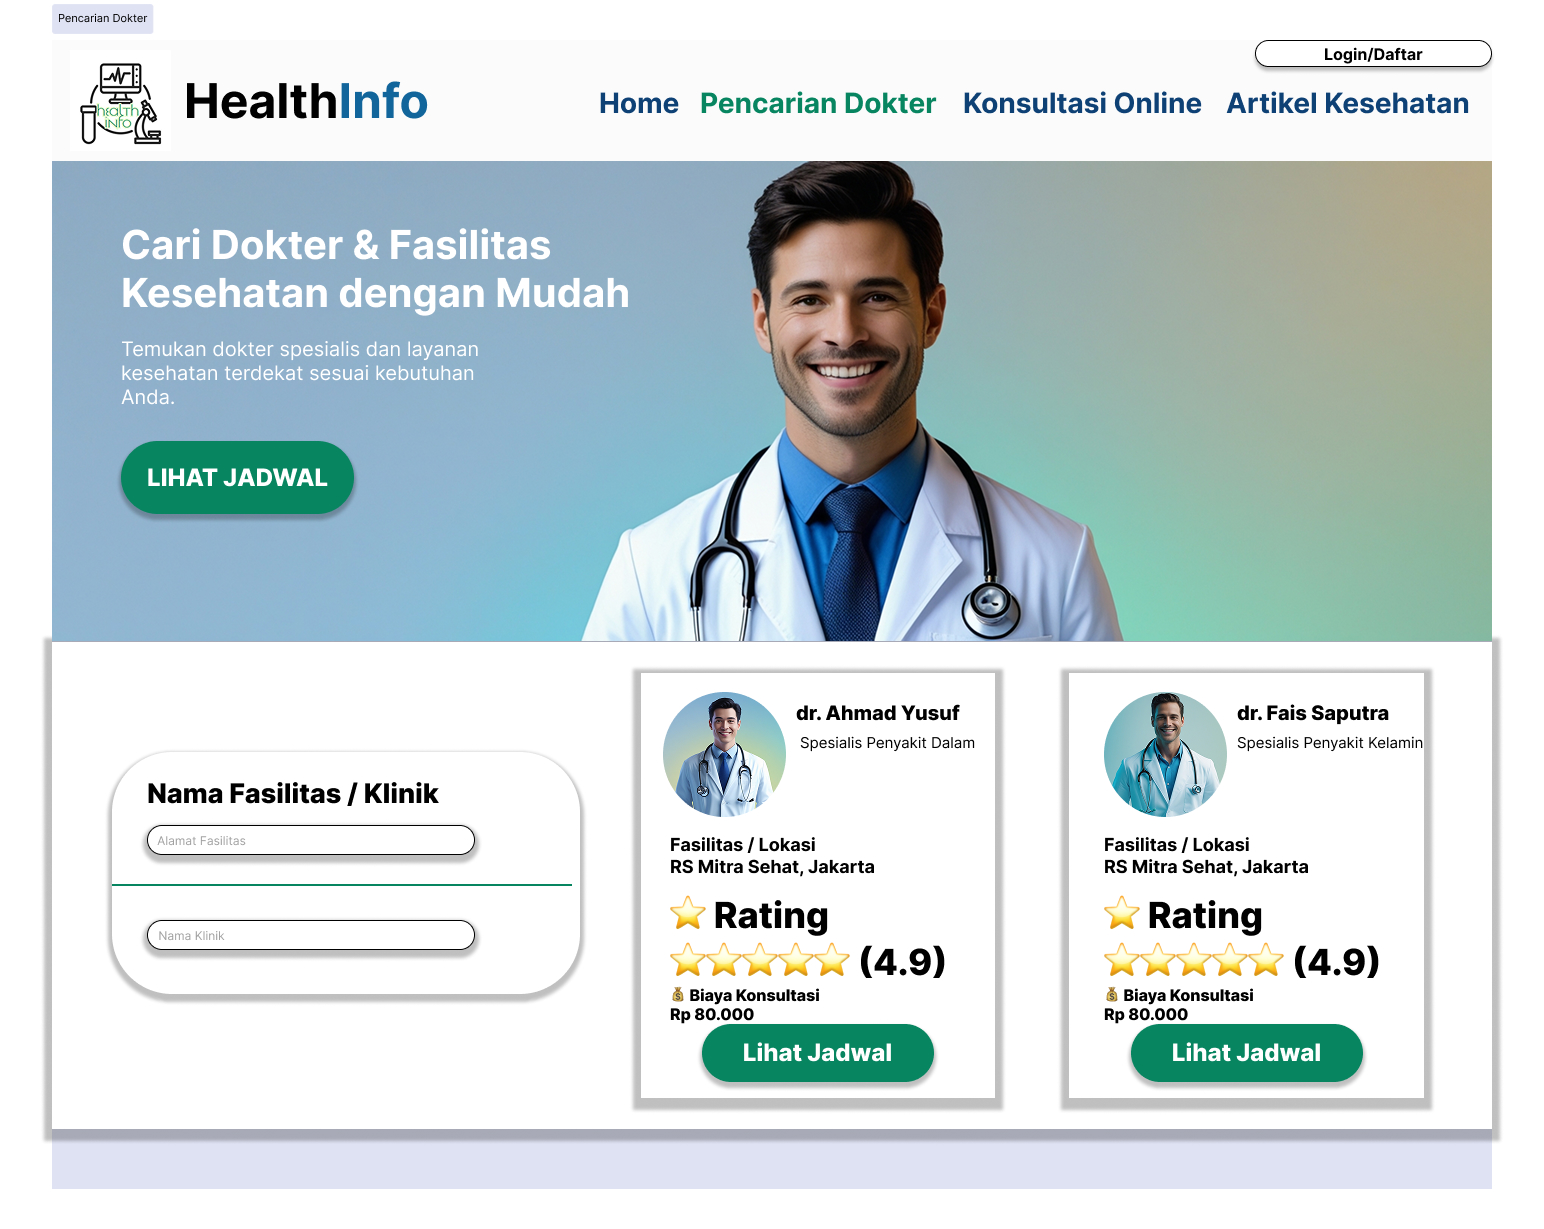 Pencarian Dokter
Login/Daftar
health
info
HealthInfo
Home Pencarian Dokter Konsultasi Online Artikel Kesehatan
Cari Dokter & Fasilitas
Kesehatan dengan Mudah
Temukan dokter spesialis dan layanan
kesehatan terdekat sesuai kebutuhan
Anda.
LIHAT JADWAL
Nama Fasilitas / Klinik
Alamat Fasilitas
Nama Klinik
dr. Ahmad Yusuf
Spesialis Penyakit Dalam
Fasilitas / Lokasi
RS Mitra Sehat, Jakarta
⭐ Rating
⭐⭐⭐⭐⭐ (4.9)
💰 Biaya Konsultasi
Rp 80.000
Lihat Jadwal
dr. Fais Saputra
Spesialis Penyakit Kelamin
Fasilitas / Lokasi
RS Mitra Sehat, Jakarta
⭐ Rating
⭐⭐⭐⭐⭐ (4.9)
💰 Biaya Konsultasi
Rp 80.000
Lihat Jadwal